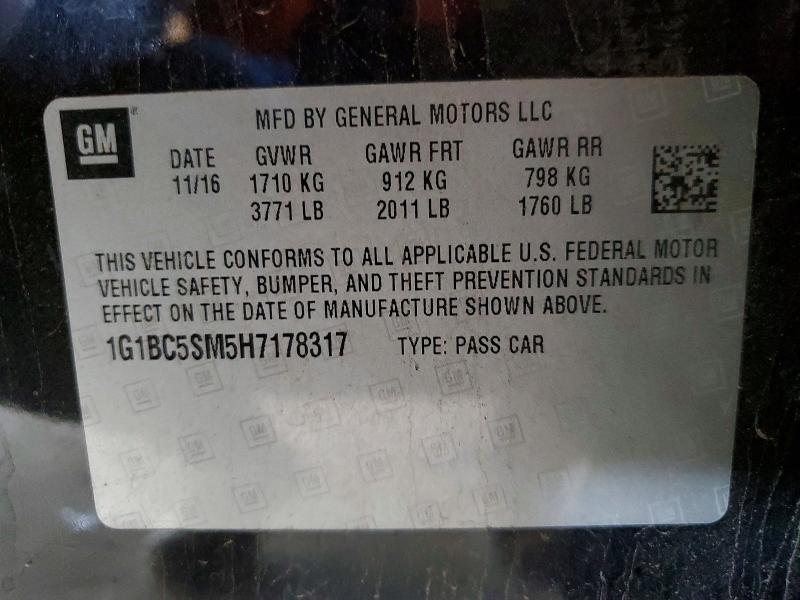 GM
MFD BY GENERAL MOTORS LLC
DATE GVWR GAWR FRT GAWR RR
11/16 1710 KG 912 KG 798 KG
3771 LB 2011 LB 1760 LB
THIS VEHICLE CONFORMS TO ALL APPLICABLE U.S. FEDERAL MOTOR
VEHICLE SAFETY, BUMPER, AND THEFT PREVENTION STANDARDS IN
EFFECT ON THE DATE OF MANUFACTURE SHOWN ABOVE.
1G1BC5SM5H7178317 TYPE: PASS CAR